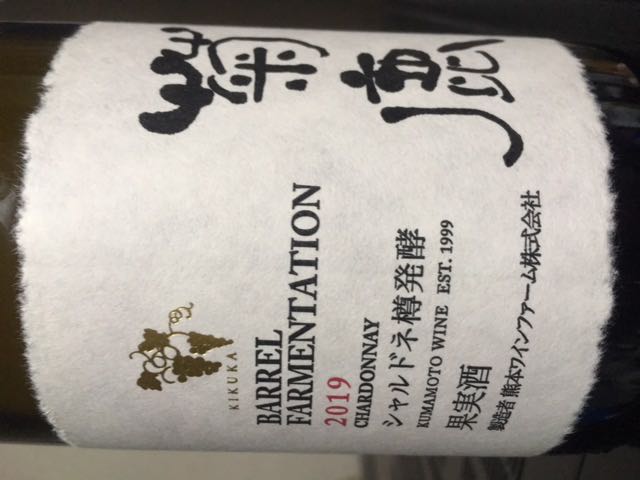 菊鹿
KIKUKA
BARREL
FARMENTATION
2019
CHARDONNAY
シャルドネ樽発酵
KUMAMOTO WINE EST. 1999
果実酒
製造者 熊本ワインファーム株式会社